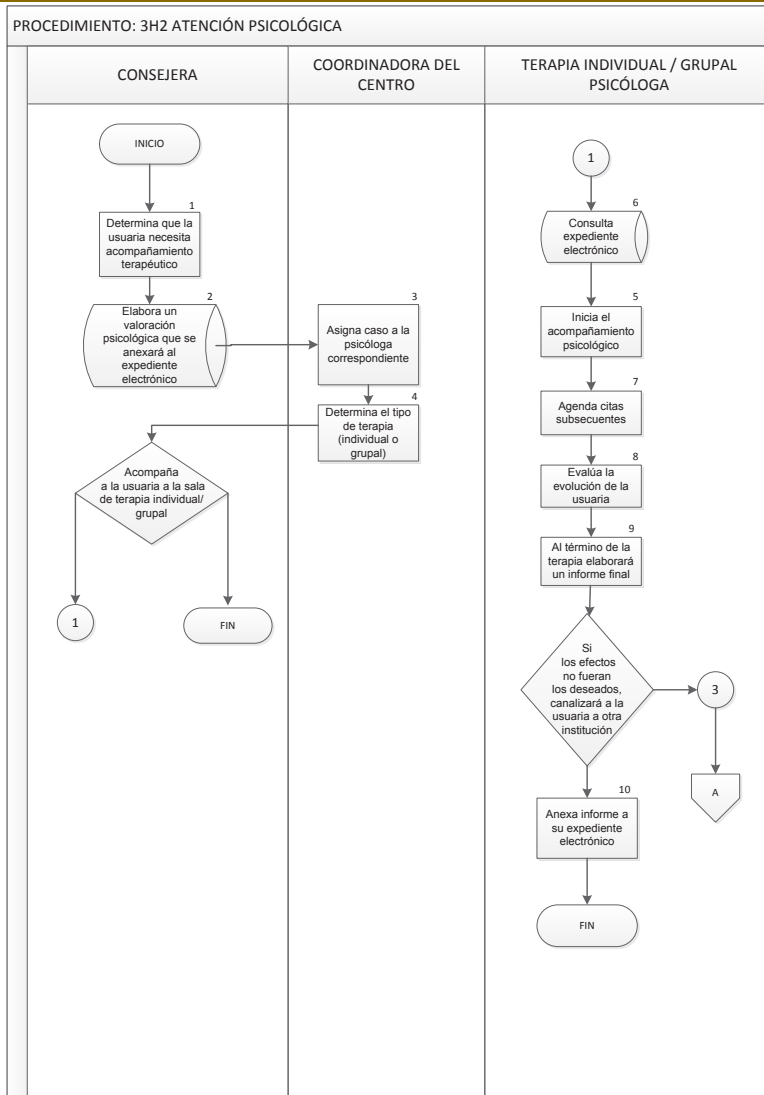 PROCEDIMIENTO: 3H2 ATENCIÓN PSICOLÓGICA
CONSEJERA
COORDINADORA DEL
CENTRO
TERAPIA INDIVIDUAL / GRUPAL
PSICÓLOGA
INICIO
1
Determina que la
usuaria necesita
acompañamiento
terapéutico
2
Elabora un
valoración
psicológica que se
anexará al
expediente
electrónico
3
Asigna caso a la
psicóloga
correspondiente
4
Determina el tipo
de terapia
(individual o
grupal)
Acompaña
a la usuaria a la sala
de terapia individual/
grupal
1
FIN
1
6
Consulta
expediente
electrónico
5
Inicia el
acompañamiento
psicológico
7
Agenda citas
subsecuentes
8
Evalúa la
evolución de la
usuaria
9
Al término de la
terapia elaborará
un informe final
Si
los efectos
no fueran
los deseados,
canalizará a la
usuaria a otra
institución
3
A
10
Anexa informe a
su expediente
electrónico
FIN